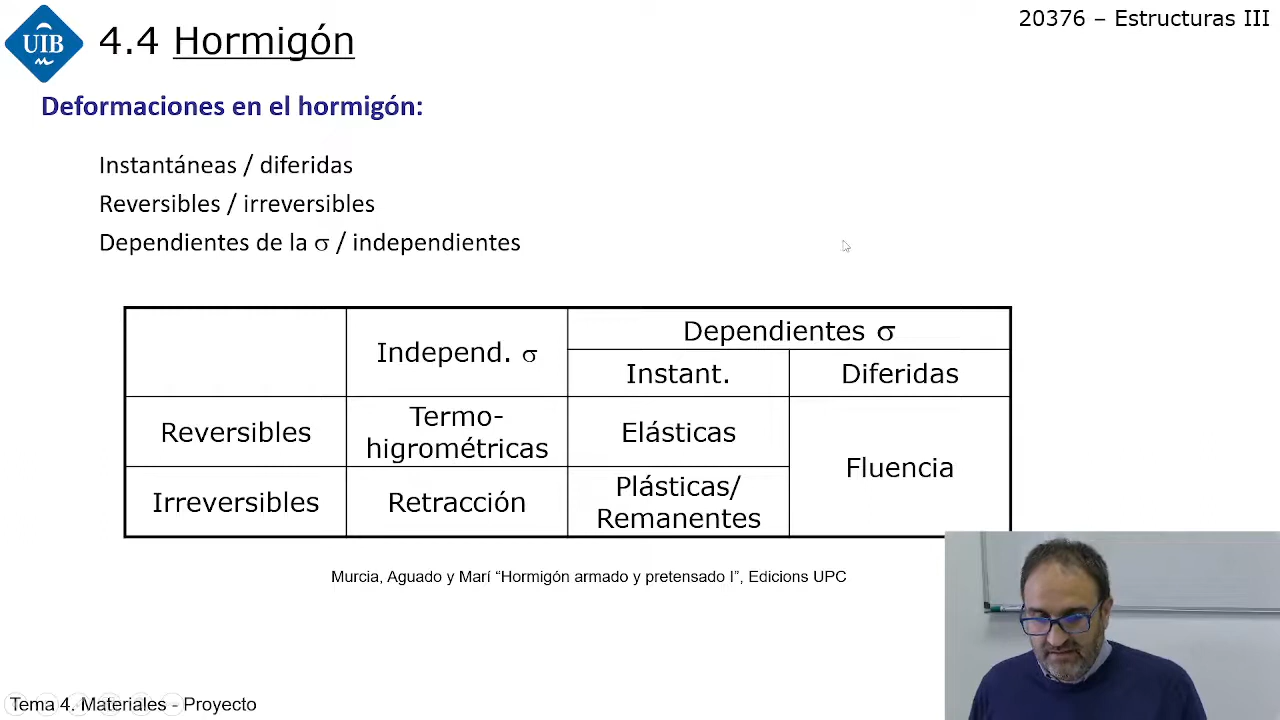 20376 – Estructuras III
UIB
4.4 Hormigón
Deformaciones en el hormigón:
Instantáneas / diferidas
Reversibles / irreversibles
Dependientes de la σ / independientes
Independ. σ
Dependientes σ
Instant.
Diferidas
Reversibles
Termo-
higrométricas
Elásticas
Fluencia
Irreversibles
Retracción
Plásticas/
Remanentes
Murcia, Aguado y Marí “Hormigón armado y pretensado I”, Edicions UPC
Tema 4. Materiales - Proyecto